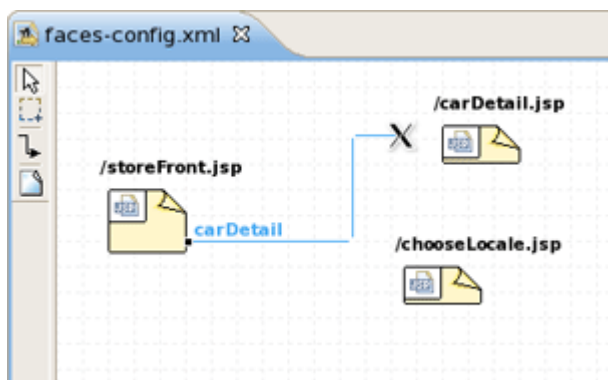 faces-config.xml
/carDetail.jsp
/storeFront.jsp
carDetail
/chooseLocale.jsp